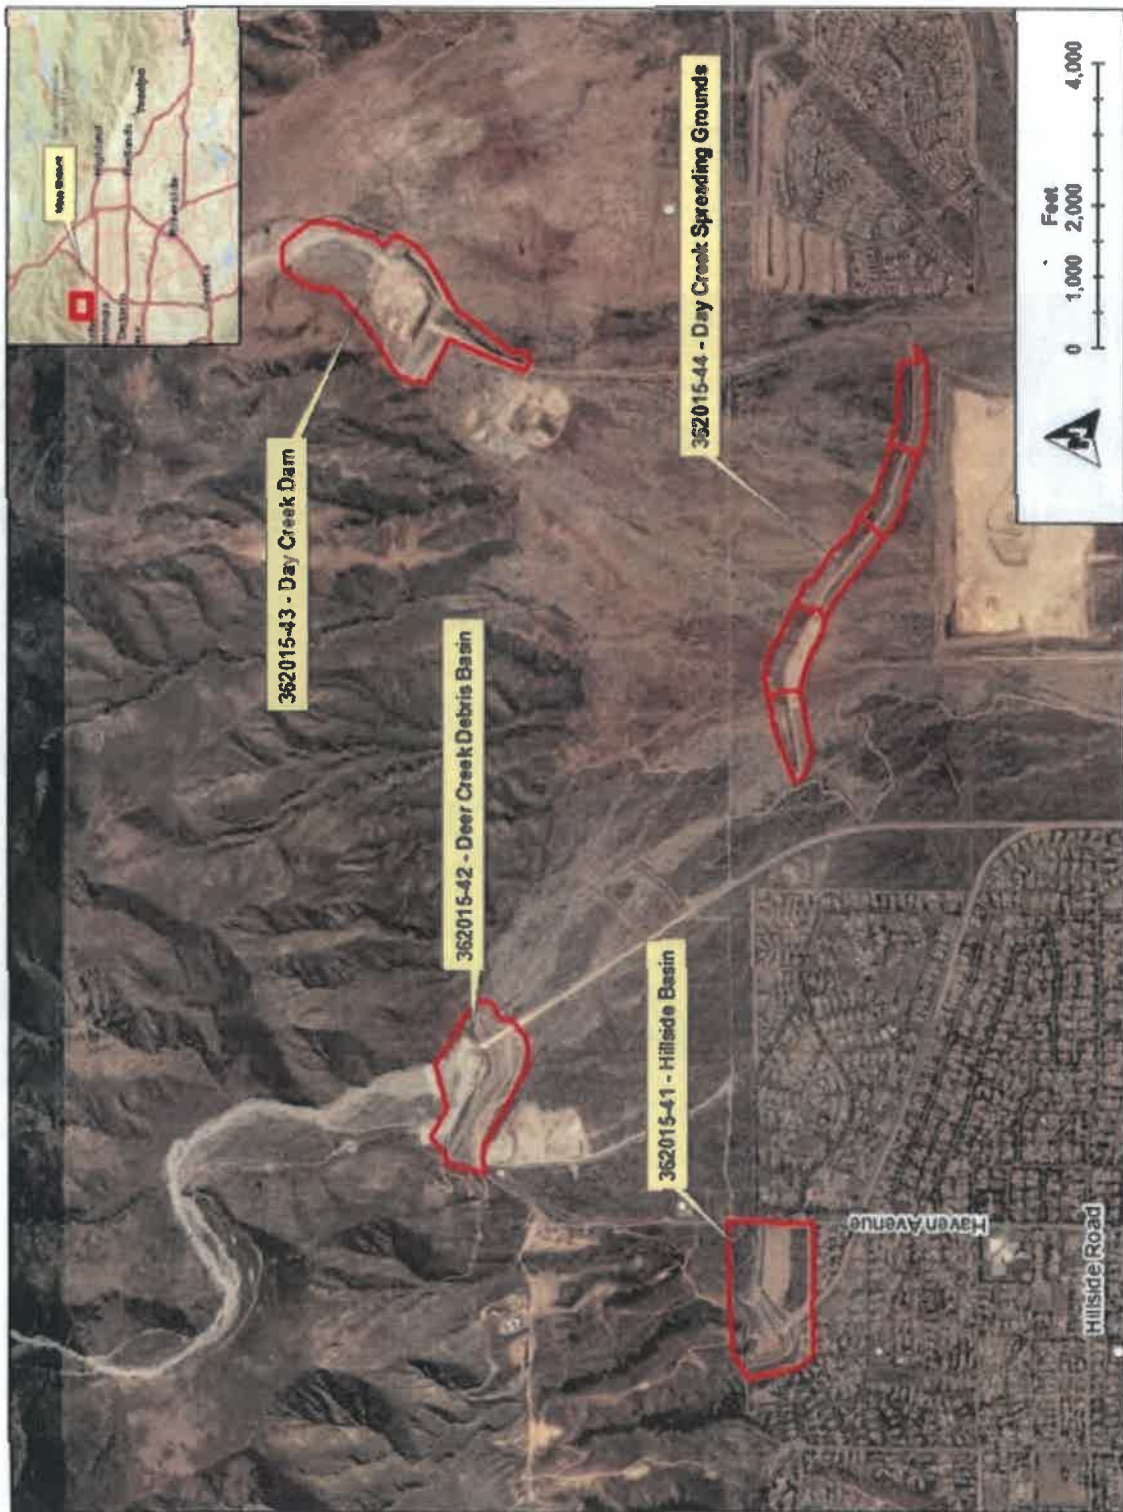 362015-43 - Day Creek Dam
362015-42 - Deer Creek Debris Basin
362015-44 - Day Creek Spreading Grounds
362015-41 - Hillside Basin
Haven Avenue
Hillside Road
Feet
0 1,000 2,000 4,000
N